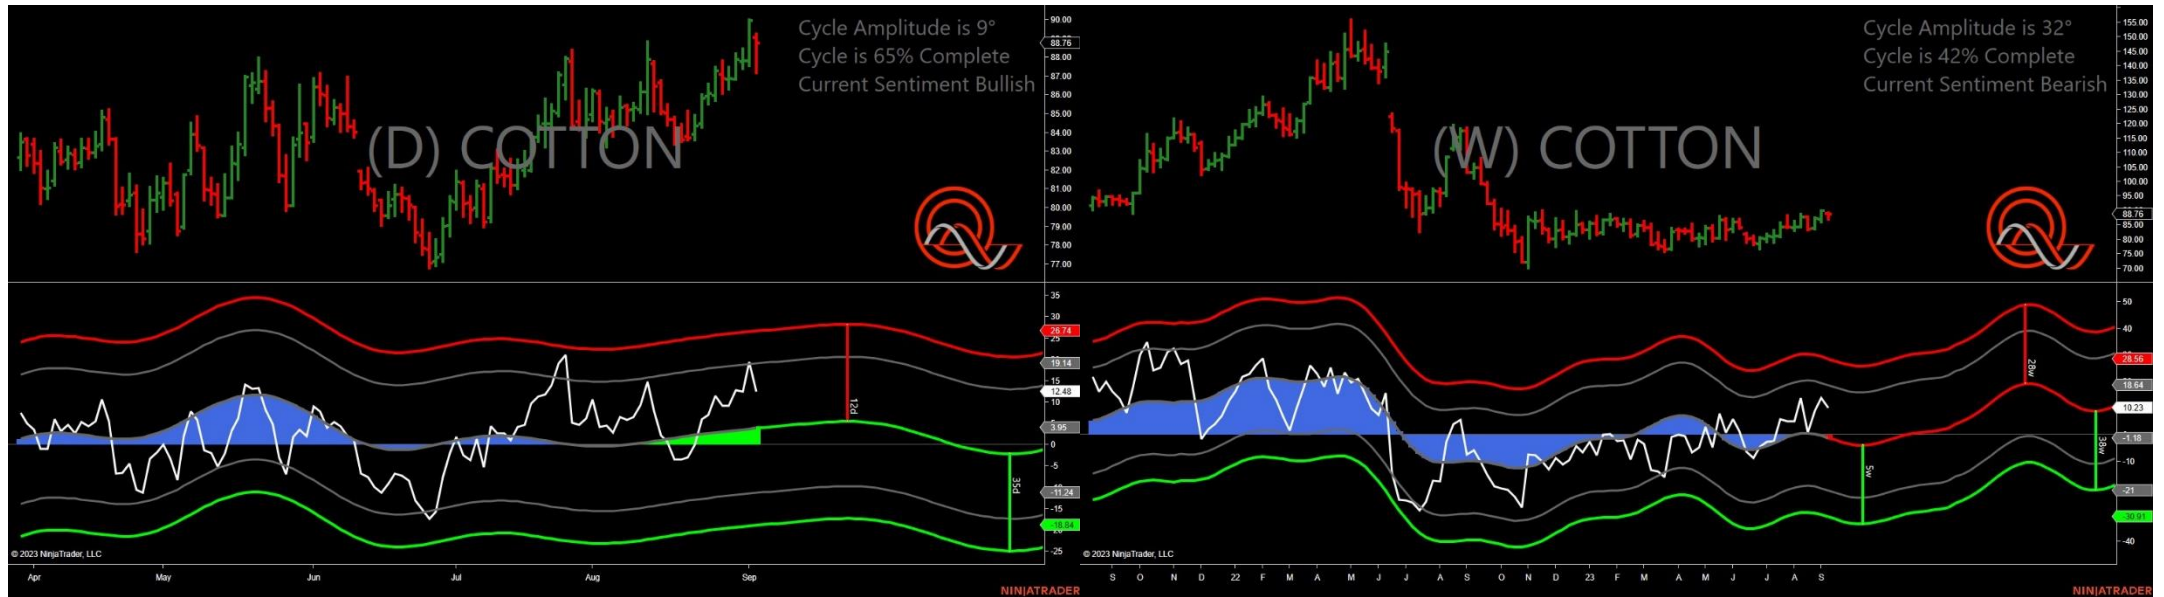 Cycle Amplitude is 9°
Cycle is 65% Complete
Current Sentiment Bullish
(D) COTTON
90.00
88.76
87.00
86.00
85.00
84.00
83.00
82.00
81.00
80.00
79.00
78.00
77.00
35
30
26.74
19.14
15
12.48
10
3.95
0
-5
-11.24
-15
-18.84
-25
12d
35d
© 2023 NinjaTrader, LLC
Apr May Jun Jul Aug Sep
NINJATRADER
Cycle Amplitude is 32°
Cycle is 42% Complete
Current Sentiment Bearish
(W) COTTON
155.00
150.00
145.00
140.00
135.00
130.00
125.00
120.00
115.00
110.00
105.00
100.00
95.00
88.76
85.00
80.00
75.00
70.00
50
40
28.56
18.64
10.23
-1.18
-10
-21
-30.91
-40
28w
5w
38w
© 2023 NinjaTrader, LLC
S O N D 22 F M A M J J A S O N D 23 F M A M J J A S
NINJATRADER